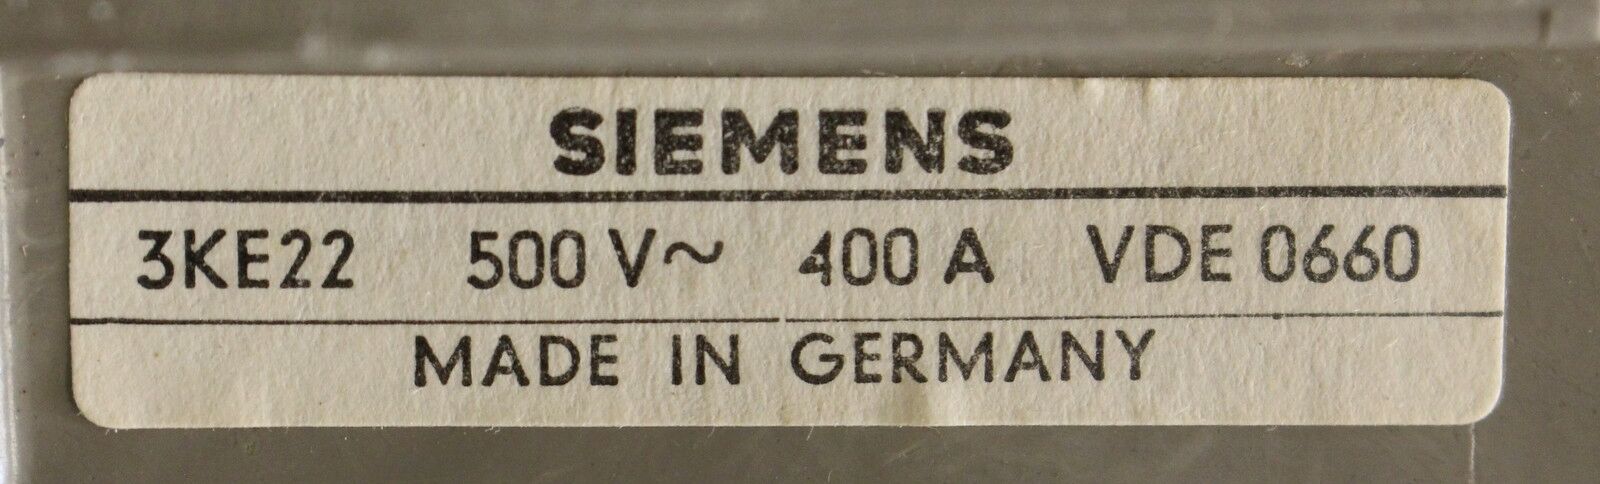 SIEMENS
3KE22 500 V~ 400 A VDE 0660
MADE IN GERMANY